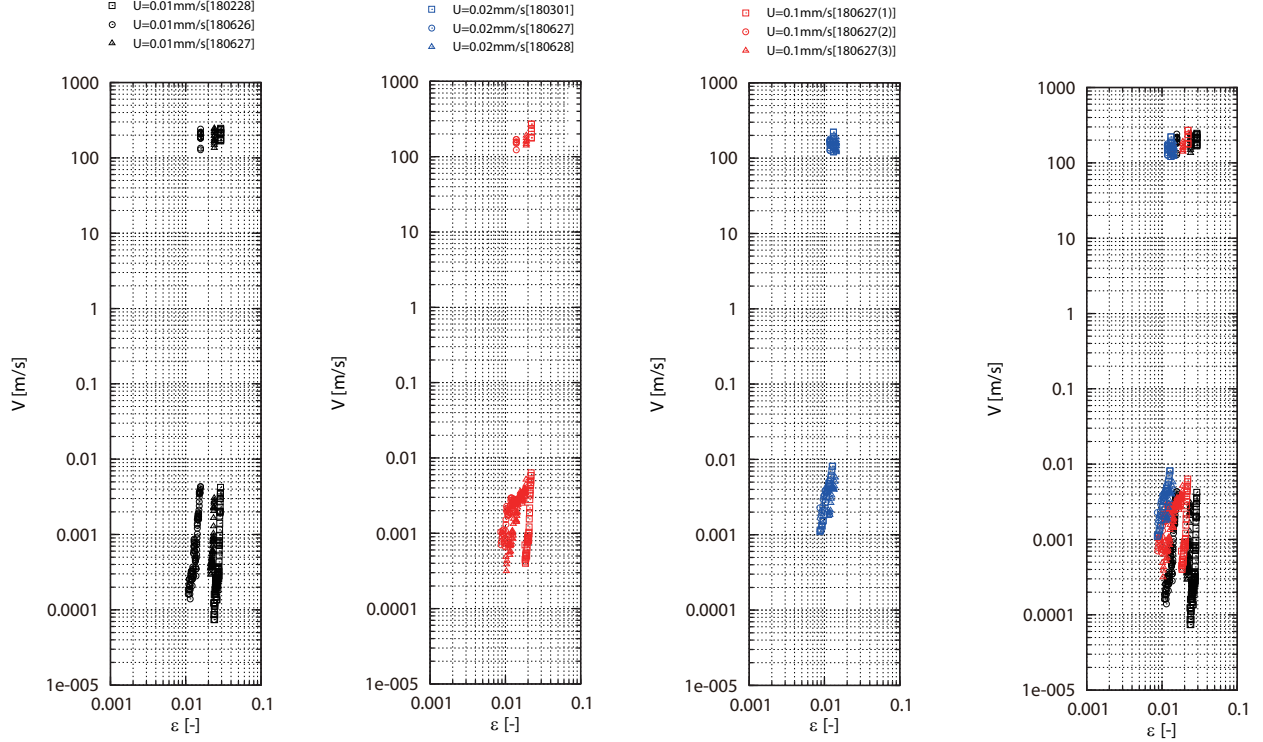 U=0.01mm/s[180228]
U=0.01mm/s[180626]
U=0.01mm/s[180627]
1000
100
10
1
0.1
0.01
0.001
0.0001
1e-005
V [m/s]
0.001 0.01 0.1
ε [-]
U=0.02mm/s[180301]
U=0.02mm/s[180627]
U=0.02mm/s[180628]
1000
100
10
1
0.1
0.01
0.001
0.0001
1e-005
V [m/s]
0.001 0.01 0.1
ε [-]
U=0.1mm/s[180627(1)]
U=0.1mm/s[180627(2)]
U=0.1mm/s[180627(3)]
1000
100
10
1
0.1
0.01
0.001
0.0001
1e-005
V [m/s]
0.001 0.01 0.1
ε [-]
1000
100
10
1
0.1
0.01
0.001
0.0001
1e-005
V [m/s]
0.001 0.01 0.1
ε [-]